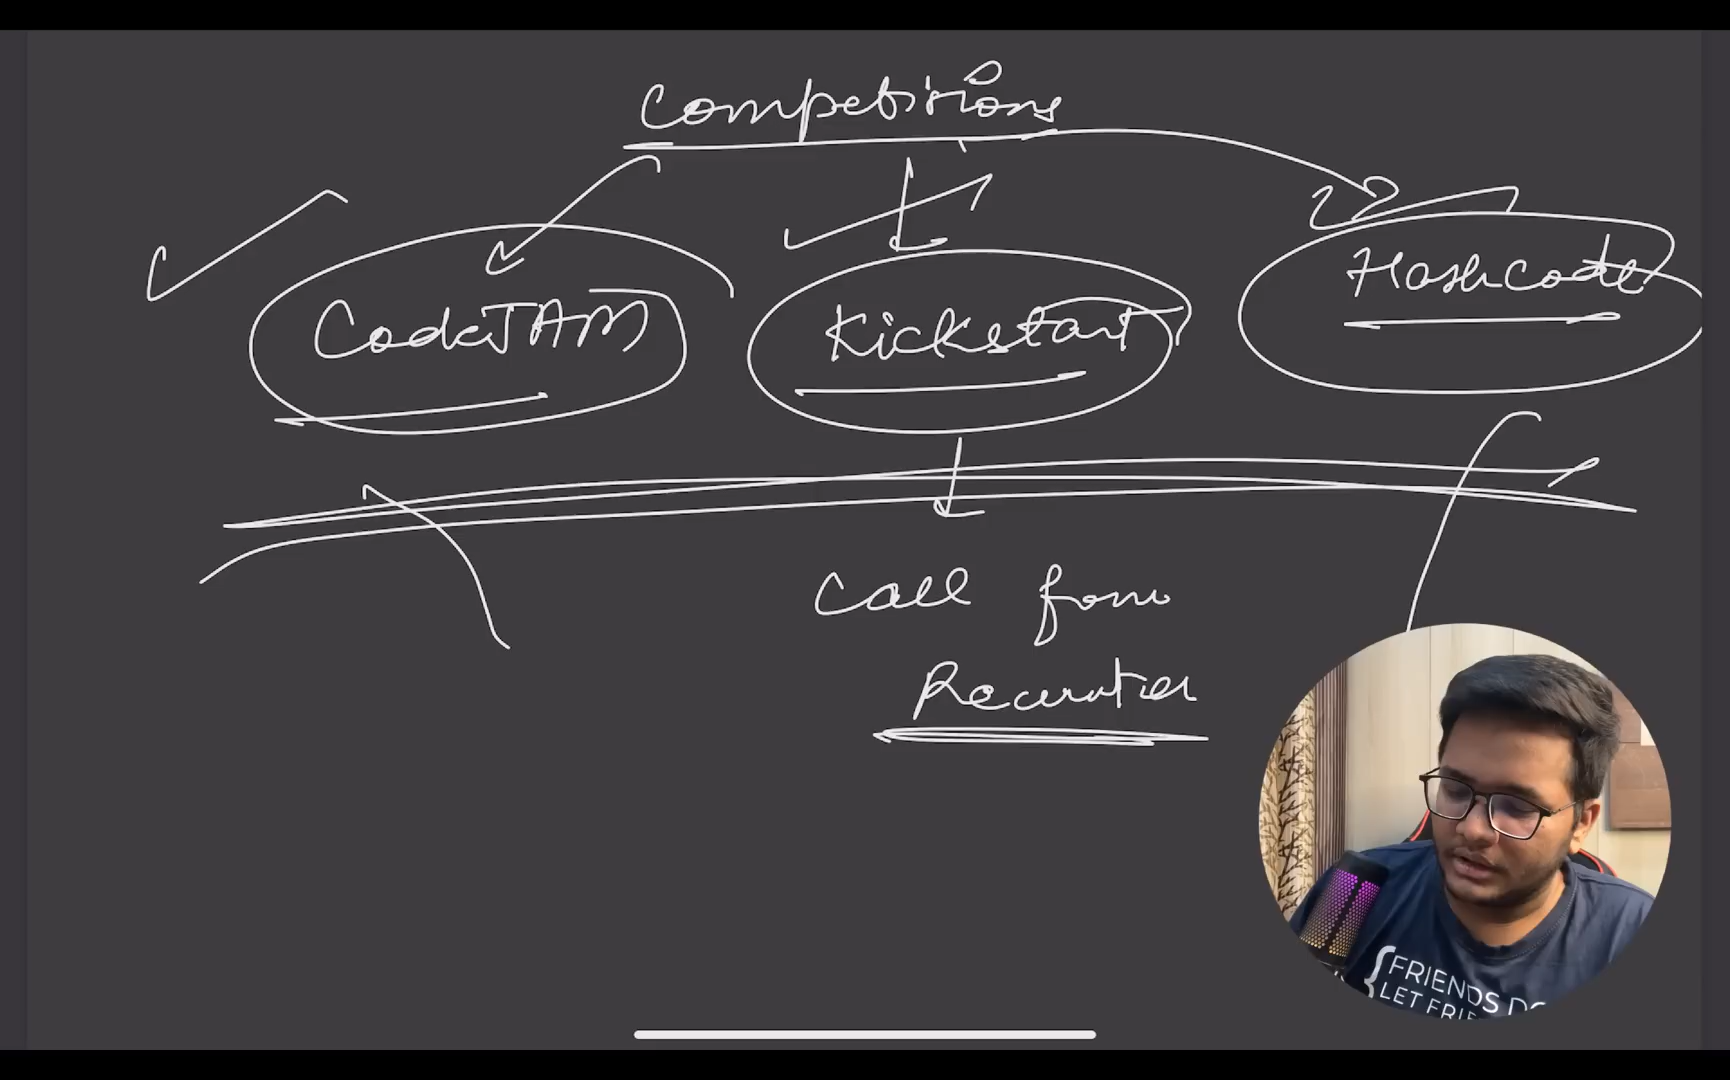 Competitions
CodeJAM
Kickstart
Hashcode
Call from
Recruiter
{FRIENDS DO
LET FRIE